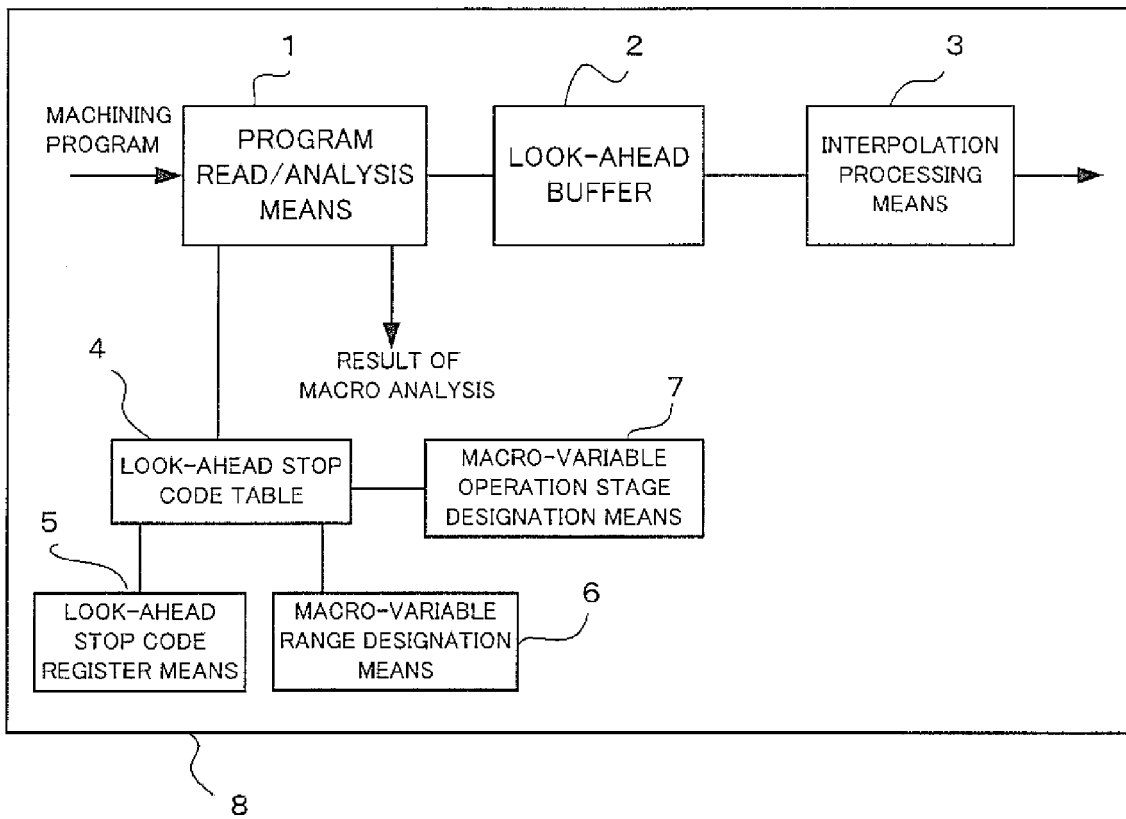 1
2
3
MACHINING
PROGRAM
PROGRAM
READ/ANALYSIS
MEANS
LOOK-AHEAD
BUFFER
INTERPOLATION
PROCESSING
MEANS
RESULT OF
MACRO ANALYSIS
4
7
LOOK-AHEAD STOP
CODE TABLE
MACRO-VARIABLE
OPERATION STAGE
DESIGNATION MEANS
5
6
LOOK-AHEAD
STOP CODE
REGISTER MEANS
MACRO-VARIABLE
RANGE DESIGNATION
MEANS
8